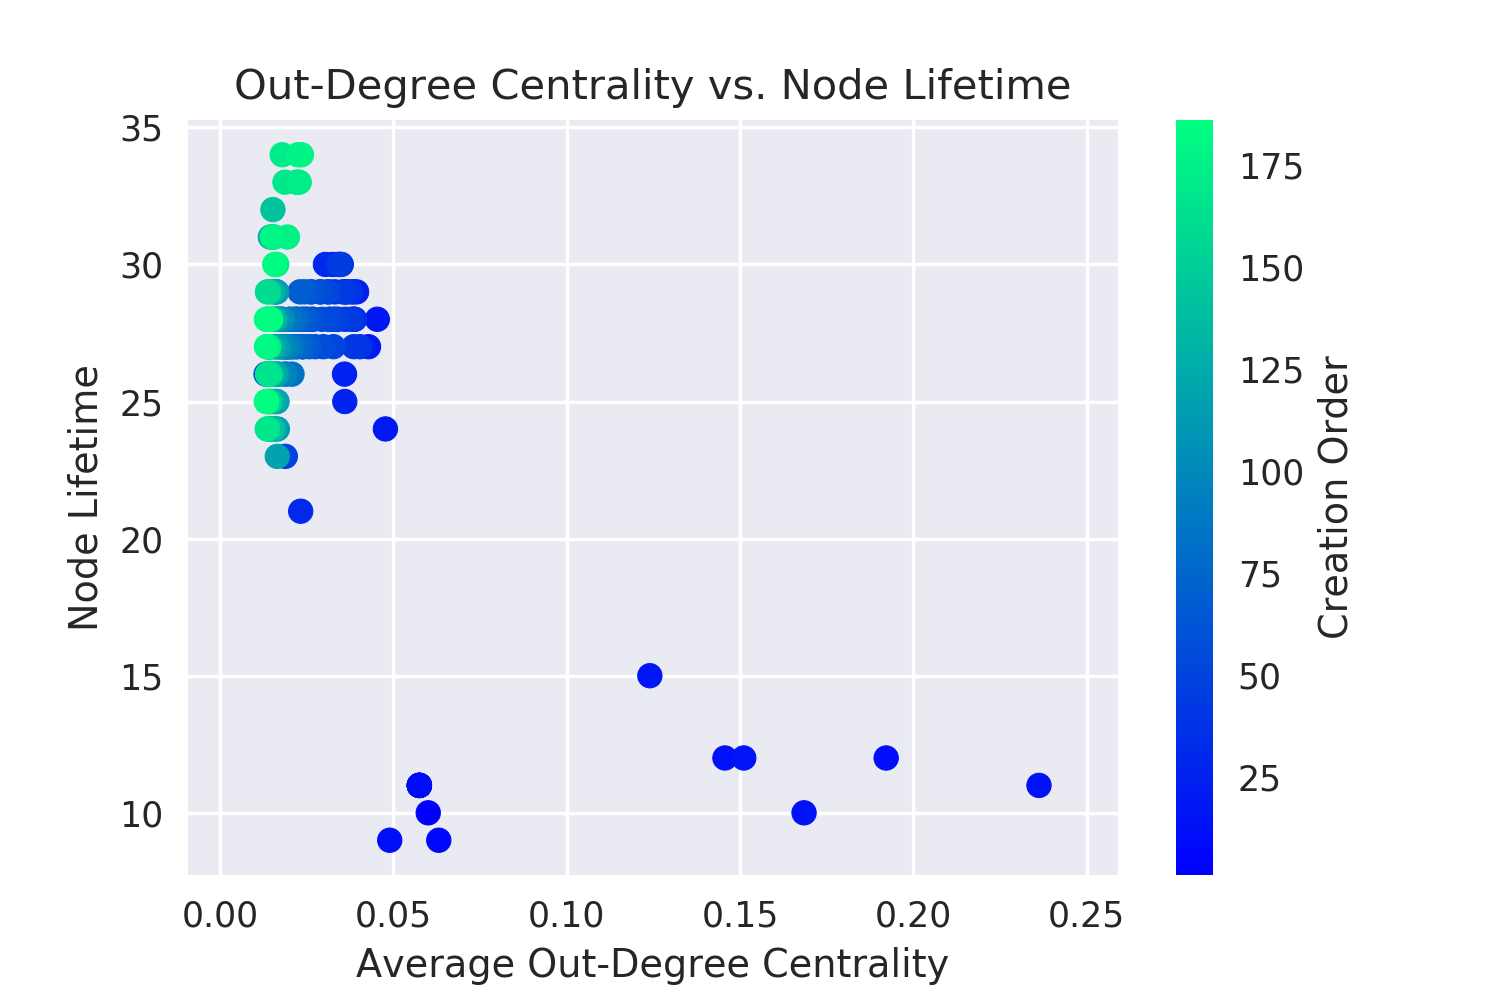 Out-Degree Centrality vs. Node Lifetime
35
30
25
20
15
10
Node Lifetime
0.00 0.05 0.10 0.15 0.20 0.25
Average Out-Degree Centrality
175
150
125
100
75
50
25
Creation Order